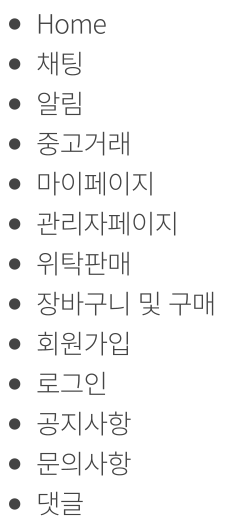 • Home
• 채팅
• 알림
• 중고거래
• 마이페이지
• 관리자페이지
• 위탁판매
• 장바구니 및 구매
• 회원가입
• 로그인
• 공지사항
• 문의사항
• 댓글